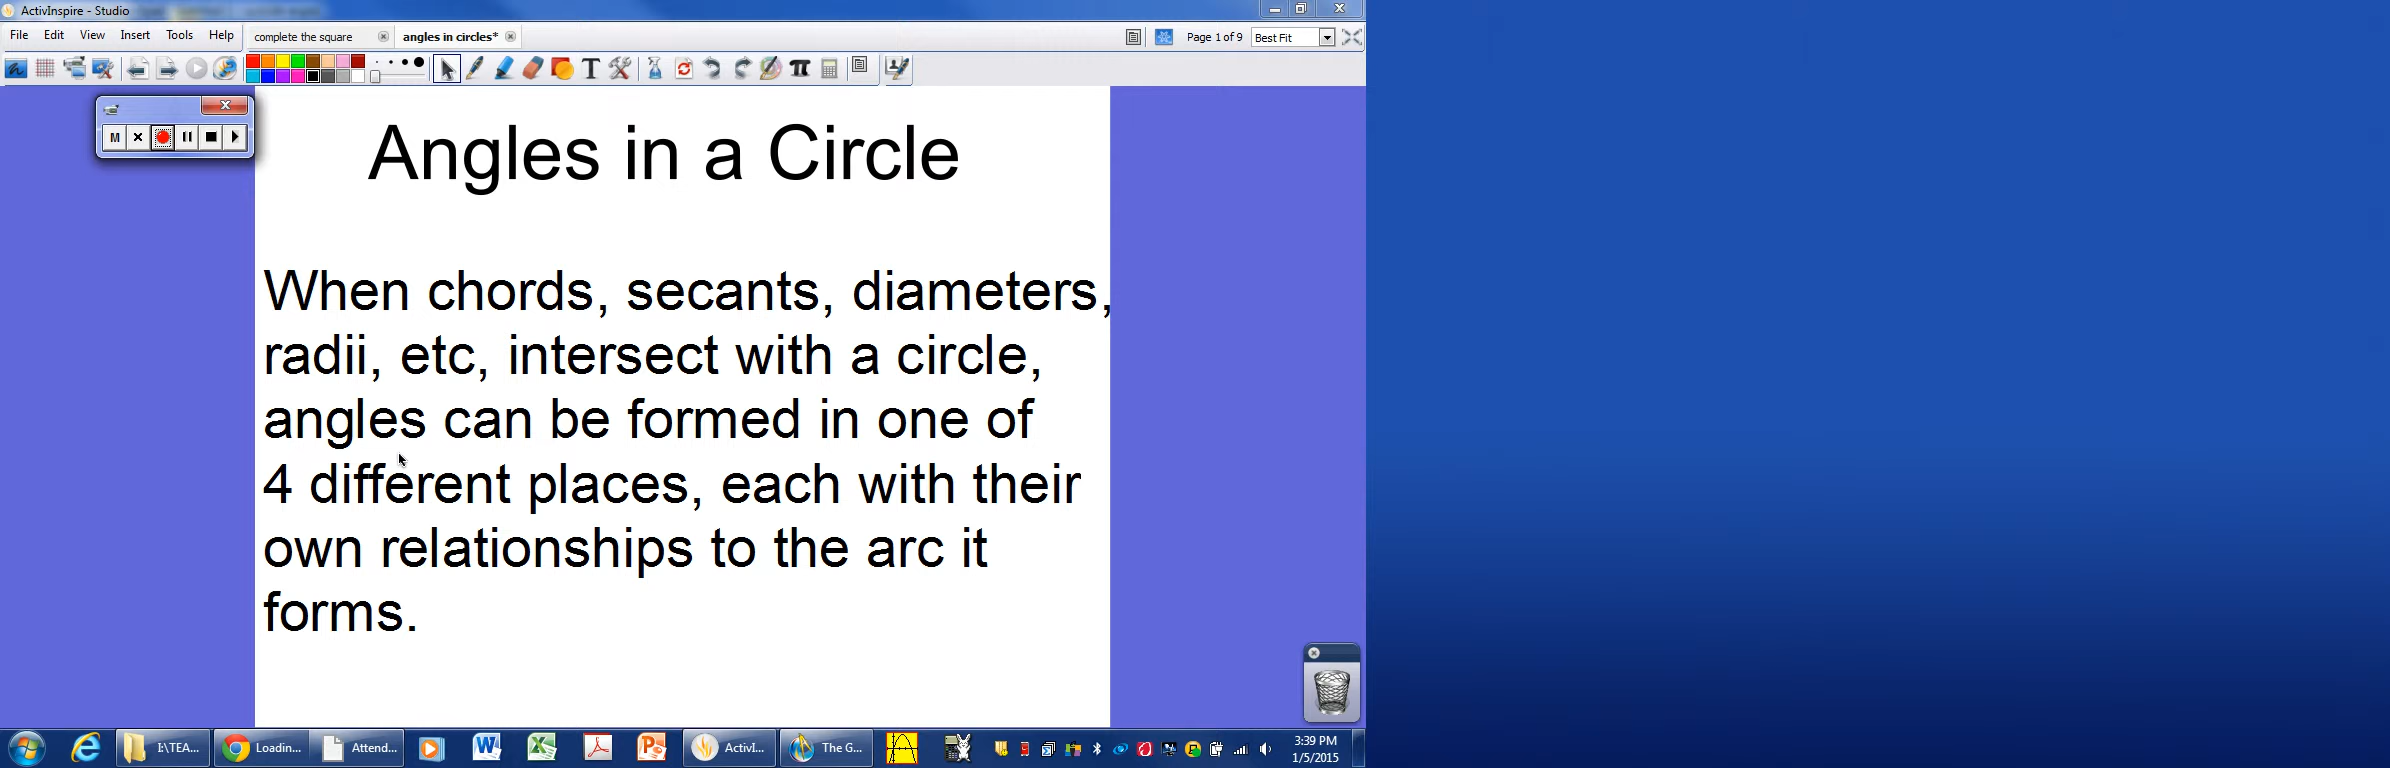 ActivInspire - Studio
File Edit View Insert Tools Help
complete the square
angles in circles*
Page 1 of 9
Best Fit
M
Angles in a Circle
When chords, secants, diameters,
radii, etc, intersect with a circle,
angles can be formed in one of
4 different places, each with their
own relationships to the arc it
forms.
I:\TEA...
Loadin...
Attend...
ActivI...
The G...
3:39 PM
1/5/2015